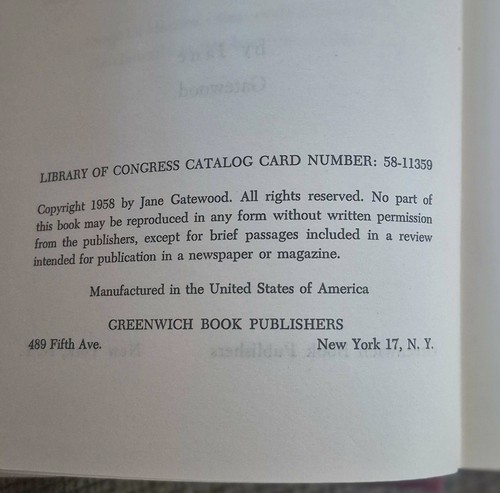 LIBRARY OF CONGRESS CATALOG CARD NUMBER: 58-11359
Copyright 1958 by Jane Gatewood. All rights reserved. No part of
this book may be reproduced in any form without written permission
from the publishers, except for brief passages included in a review
intended for publication in a newspaper or magazine.
Manufactured in the United States of America
GREENWICH BOOK PUBLISHERS
489 Fifth Ave. New York 17, N. Y.